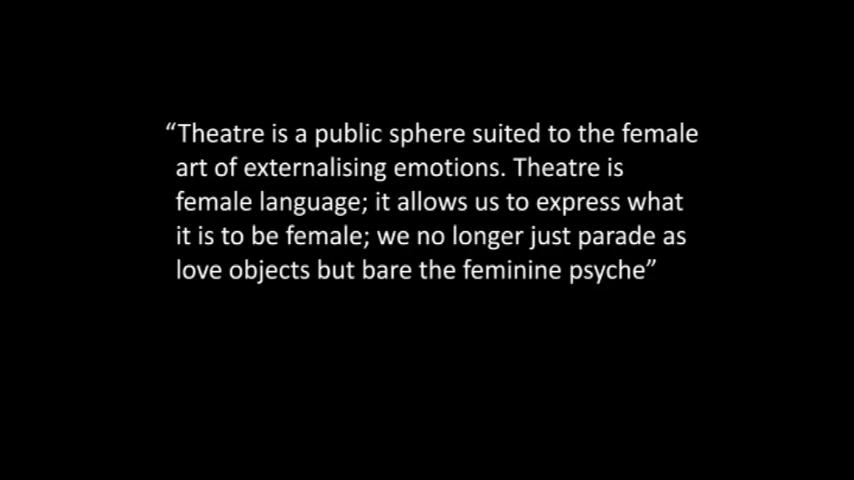 “Theatre is a public sphere suited to the female
art of externalising emotions. Theatre is
female language; it allows us to express what
it is to be female; we no longer just parade as
love objects but bare the feminine psyche”